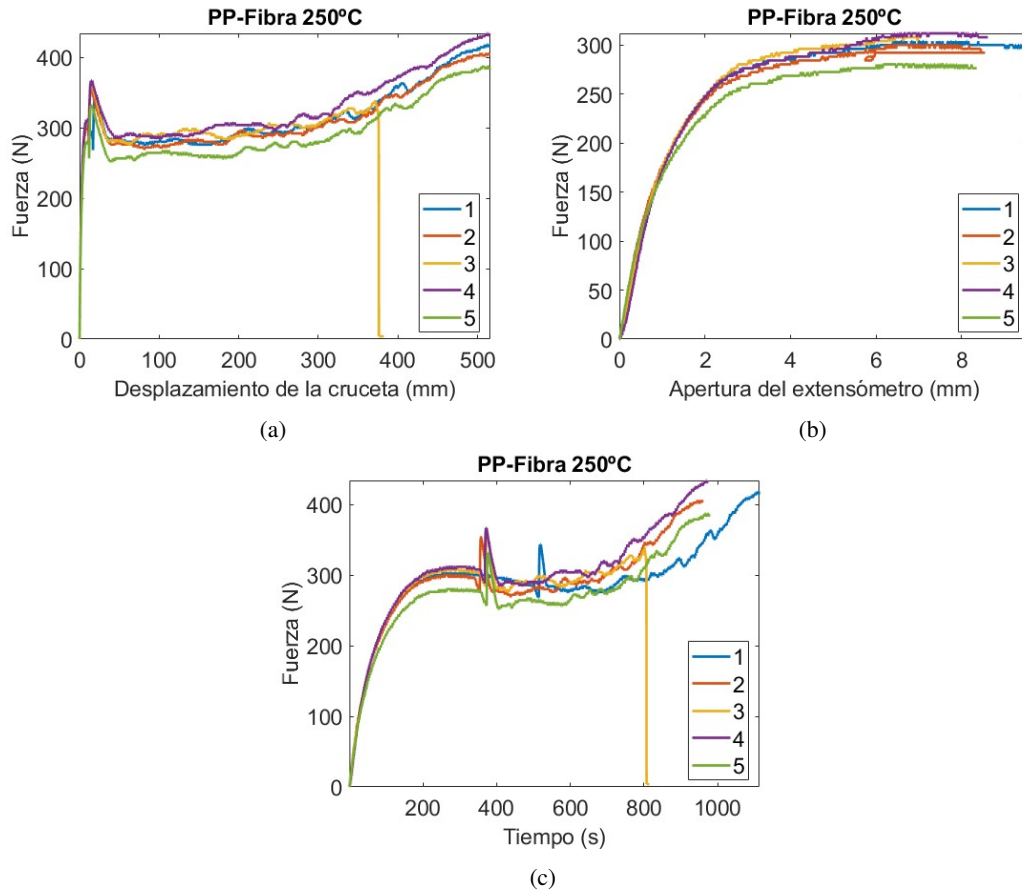 PP-Fibra 250ºC
400
300
200
100
0
Fuerza (N)
1
2
3
4
5
0 100 200 300 400 500
Desplazamiento de la cruceta (mm)
(a)
PP-Fibra 250ºC
300
250
200
150
100
50
0
Fuerza (N)
1
2
3
4
5
0 2 4 6 8
Apertura del extensómetro (mm)
(b)
PP-Fibra 250ºC
400
300
200
100
0
Fuerza (N)
1
2
3
4
5
200 400 600 800 1000
Tiempo (s)
(c)